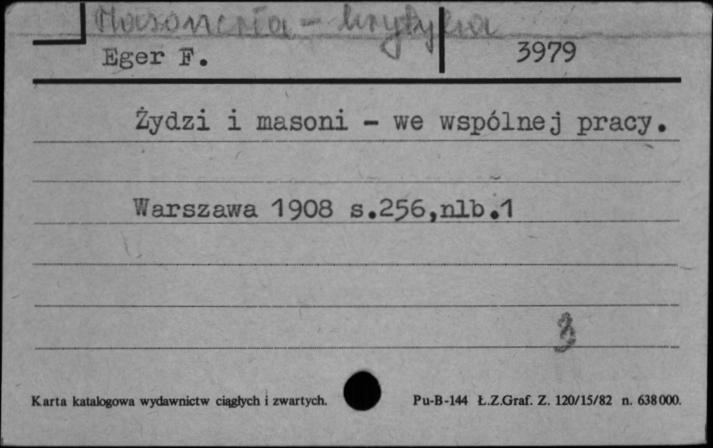 Masoneria - krytyka
Eger F.
3979
Żydzi i masoni - we wspólnej pracy.
Warszawa 1908 s.256,nlb.1
3
Karta katalogowa wydawnictw ciągłych i zwartych.
Pu-B-144 Ł.Z.Graf. Z. 120/15/82 n. 638000.